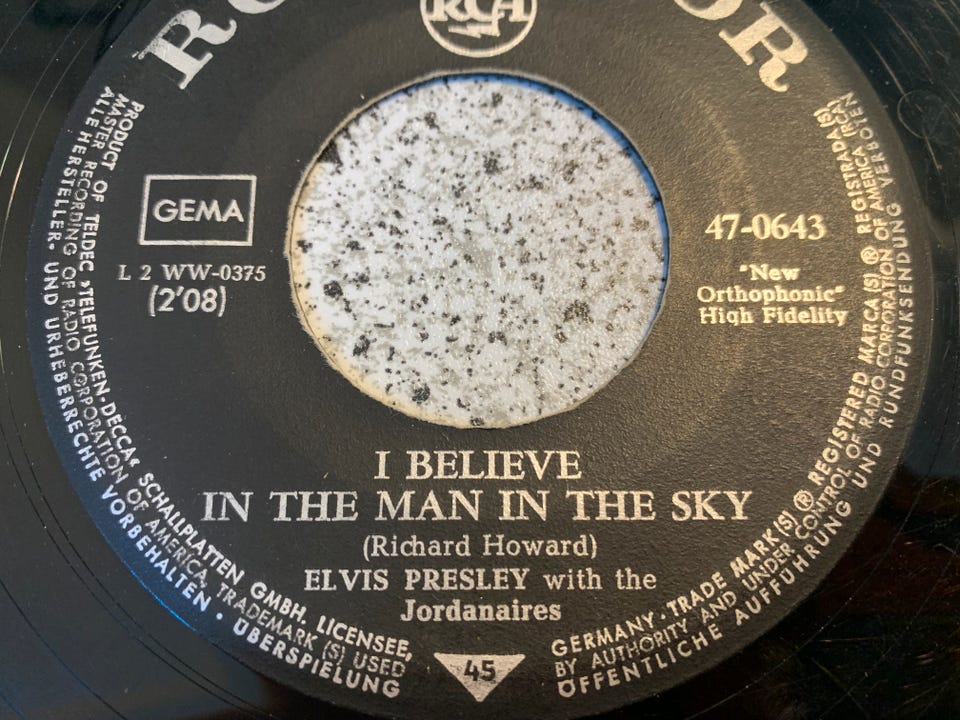 RCA
GEMA
L 2 WW-0375
(2'08)
47-0643
"New
Orthophonic"
High Fidelity
I BELIEVE
IN THE MAN IN THE SKY
(Richard Howard)
ELVIS PRESLEY with the
Jordanaires
45
PRODUCT OF TELDEC »TELEFUNKEN-DECCA« SCHALLPLATTEN GMBH. LICENSEE, GERMANY · TRADE MARK(S) ® REGISTERED MARCA(S) ® REGISTRADA(S)
MASTER RECORDING OF RADIO CORPORATION OF AMERICA, TRADEMARK (S) USED BY AUTHORITY AND UNDER CONTROL OF RADIO CORPORATION OF AMERICA
ALLE HERSTELLER- UND URHEBERRECHTE VORBEHALTEN · ÜBERSPIELUNG ÖFFENTLICHE AUFFÜHRUNG UND RUNDFUNKSENDUNG VERBOTEN